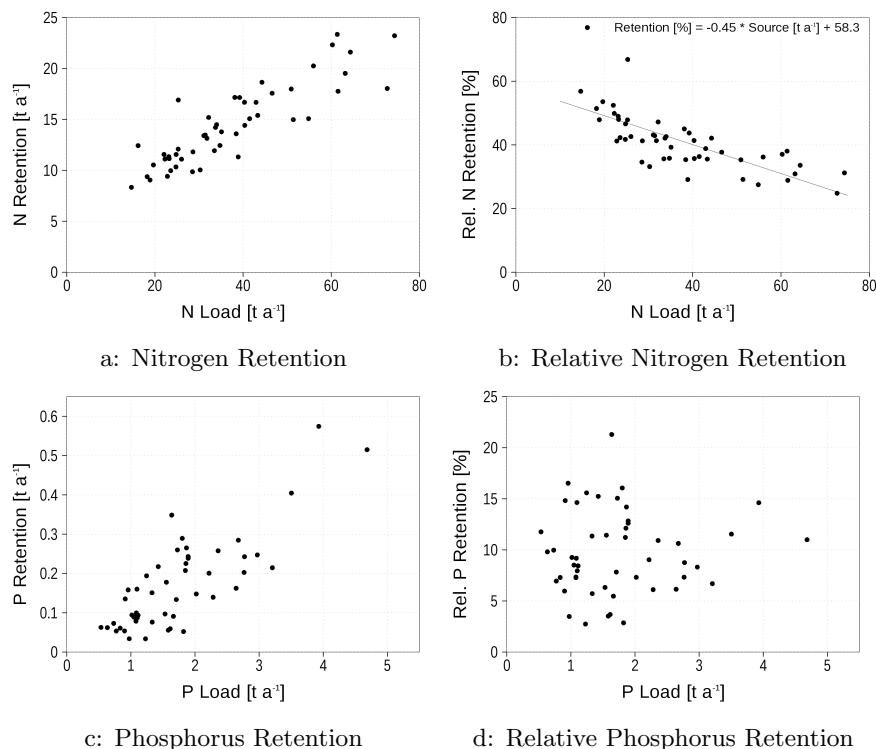 25
20
15
10
5
0
N Retention [t a⁻¹]
0 20 40 60 80
N Load [t a⁻¹]
a: Nitrogen Retention
Retention [%] = -0.45 * Source [t a⁻¹] + 58.3
80
60
40
20
0
Rel. N Retention [%]
0 20 40 60 80
N Load [t a⁻¹]
b: Relative Nitrogen Retention
0.6
0.5
0.4
0.3
0.2
0.1
0
P Retention [t a⁻¹]
0 1 2 3 4 5
P Load [t a⁻¹]
c: Phosphorus Retention
25
20
15
10
5
0
Rel. P Retention [%]
0 1 2 3 4 5
P Load [t a⁻¹]
d: Relative Phosphorus Retention